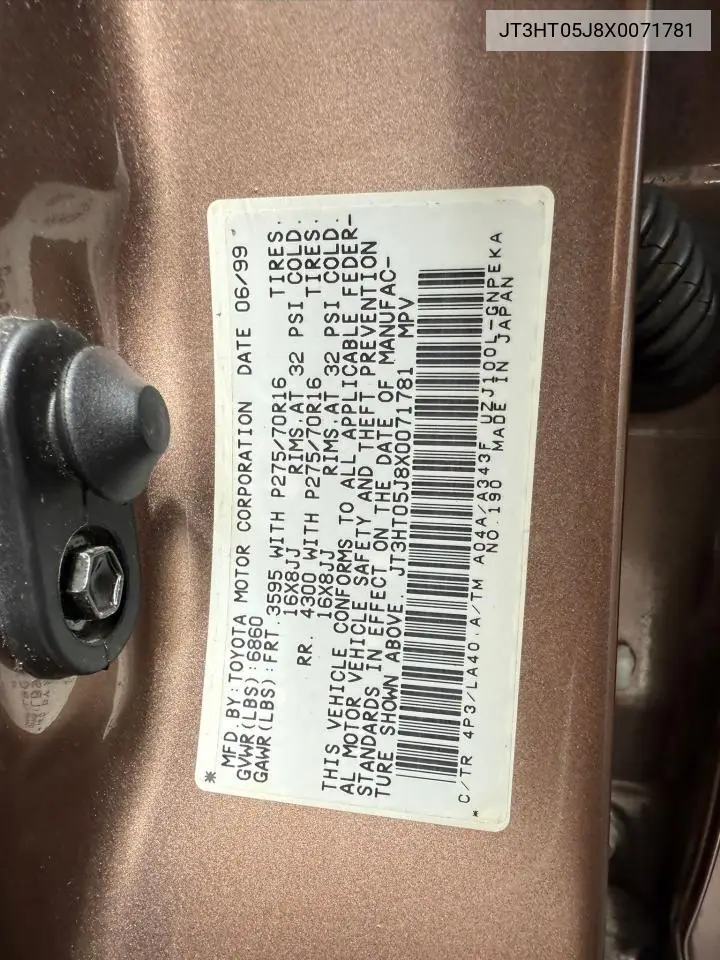 JT3HT05J8X0071781
* MFD.BY:TOYOTA MOTOR CORPORATION DATE 06/99
GVWR(LBS):6860
GAWR(LBS):FRT.3595 WITH P275/70R16 TIRES.
16X8JJ RIMS.AT 32 PSI COLD.
RR. 4300 WITH P275/70R16 TIRES.
16X8JJ RIMS.AT 32 PSI COLD.
THIS VEHICLE CONFORMS TO ALL APPLICABLE FEDER-
AL MOTOR VEHICLE SAFETY AND THEFT PREVENTION
STANDARDS IN EFFECT ON THE DATE OF MANUFAC-
TURE SHOWN ABOVE. JT3HT05J8X0071781 MPV
C/TR 4P3/LA40.A/TM A04A/A343F UZJ100L-GNPEKA
* NO.190 MADE IN JAPAN